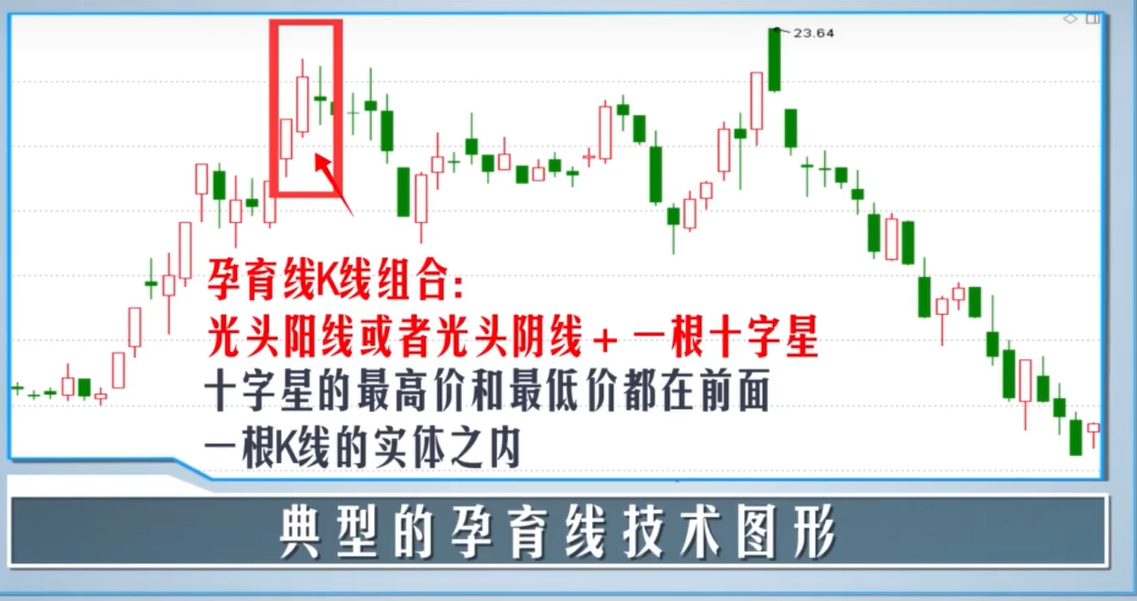 23.64
孕育线K线组合:
光头阳线或者光头阴线+一根十字星
十字星的最高价和最低价都在前面
一根K线的实体之内
典型的孕育线技术图形